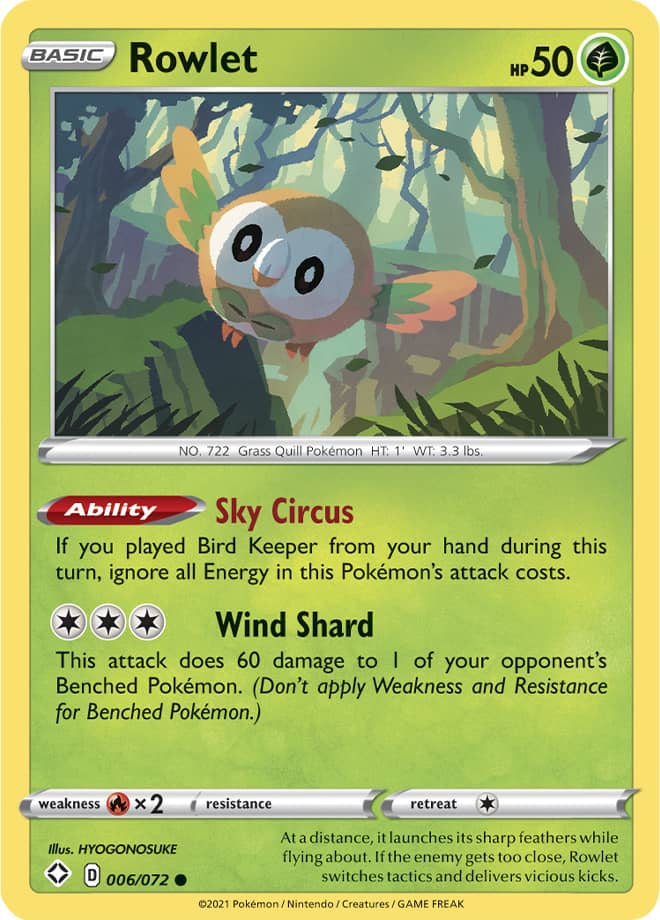 BASIC Rowlet HP50
NO. 722 Grass Quill Pokémon HT: 1' WT: 3.3 lbs.
Ability Sky Circus
If you played Bird Keeper from your hand during this
turn, ignore all Energy in this Pokémon's attack costs.
Wind Shard
This attack does 60 damage to 1 of your opponent's
Benched Pokémon. (Don't apply Weakness and Resistance
for Benched Pokémon.)
weakness ×2 resistance retreat
Illus. HYOGONOSUKE
D 006/072
At a distance, it launches its sharp feathers while
flying about. If the enemy gets too close, Rowlet
switches tactics and delivers vicious kicks.
©2021 Pokémon / Nintendo / Creatures / GAME FREAK